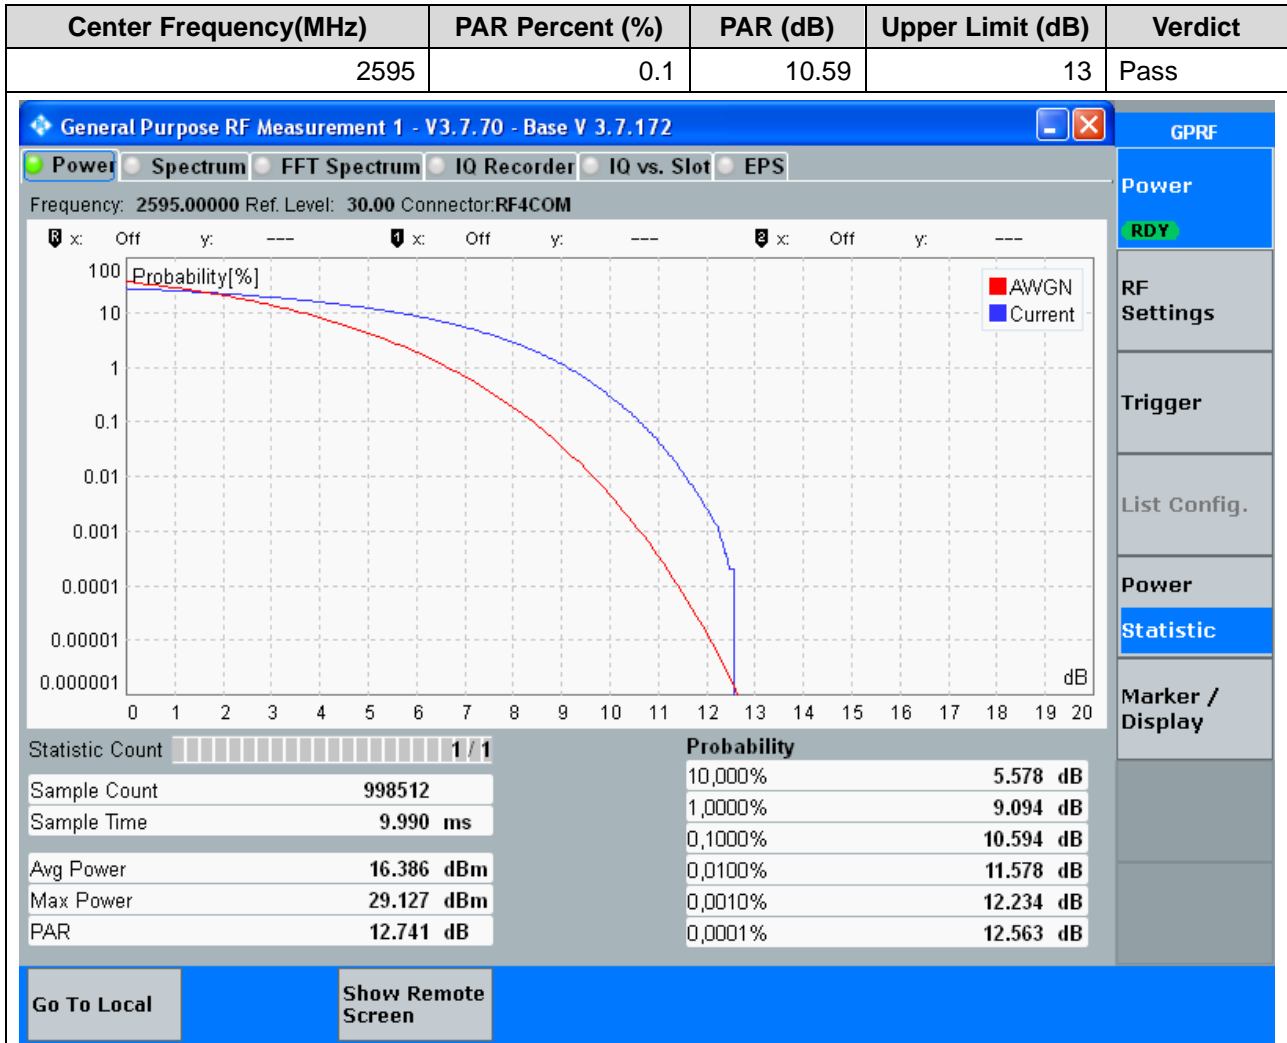 Center Frequency(MHz) PAR Percent (%) PAR (dB) Upper Limit (dB) Verdict
2595 0.1 10.59 13 Pass
General Purpose RF Measurement 1 - V3.7.70 - Base V 3.7.172
GPRF
Power Spectrum FFT Spectrum IQ Recorder IQ vs. Slot EPS
Power
RDY
Frequency: 2595.00000 Ref. Level: 30.00 Connector:RF4COM
R x: Off y: --- 1 x: Off y: --- 2 x: Off y: ---
Probability[%]
100
10
1
0.1
0.01
0.001
0.0001
0.00001
0.000001
AWGN
Current
dB
0 1 2 3 4 5 6 7 8 9 10 11 12 13 14 15 16 17 18 19 20
RF
Settings
Trigger
List Config.
Power
Statistic
Marker /
Display
Statistic Count 1 / 1
Sample Count 998512
Sample Time 9.990 ms
Avg Power 16.386 dBm
Max Power 29.127 dBm
PAR 12.741 dB
Probability
10,000% 5.578 dB
1,0000% 9.094 dB
0,1000% 10.594 dB
0,0100% 11.578 dB
0,0010% 12.234 dB
0,0001% 12.563 dB
Go To Local
Show Remote
Screen